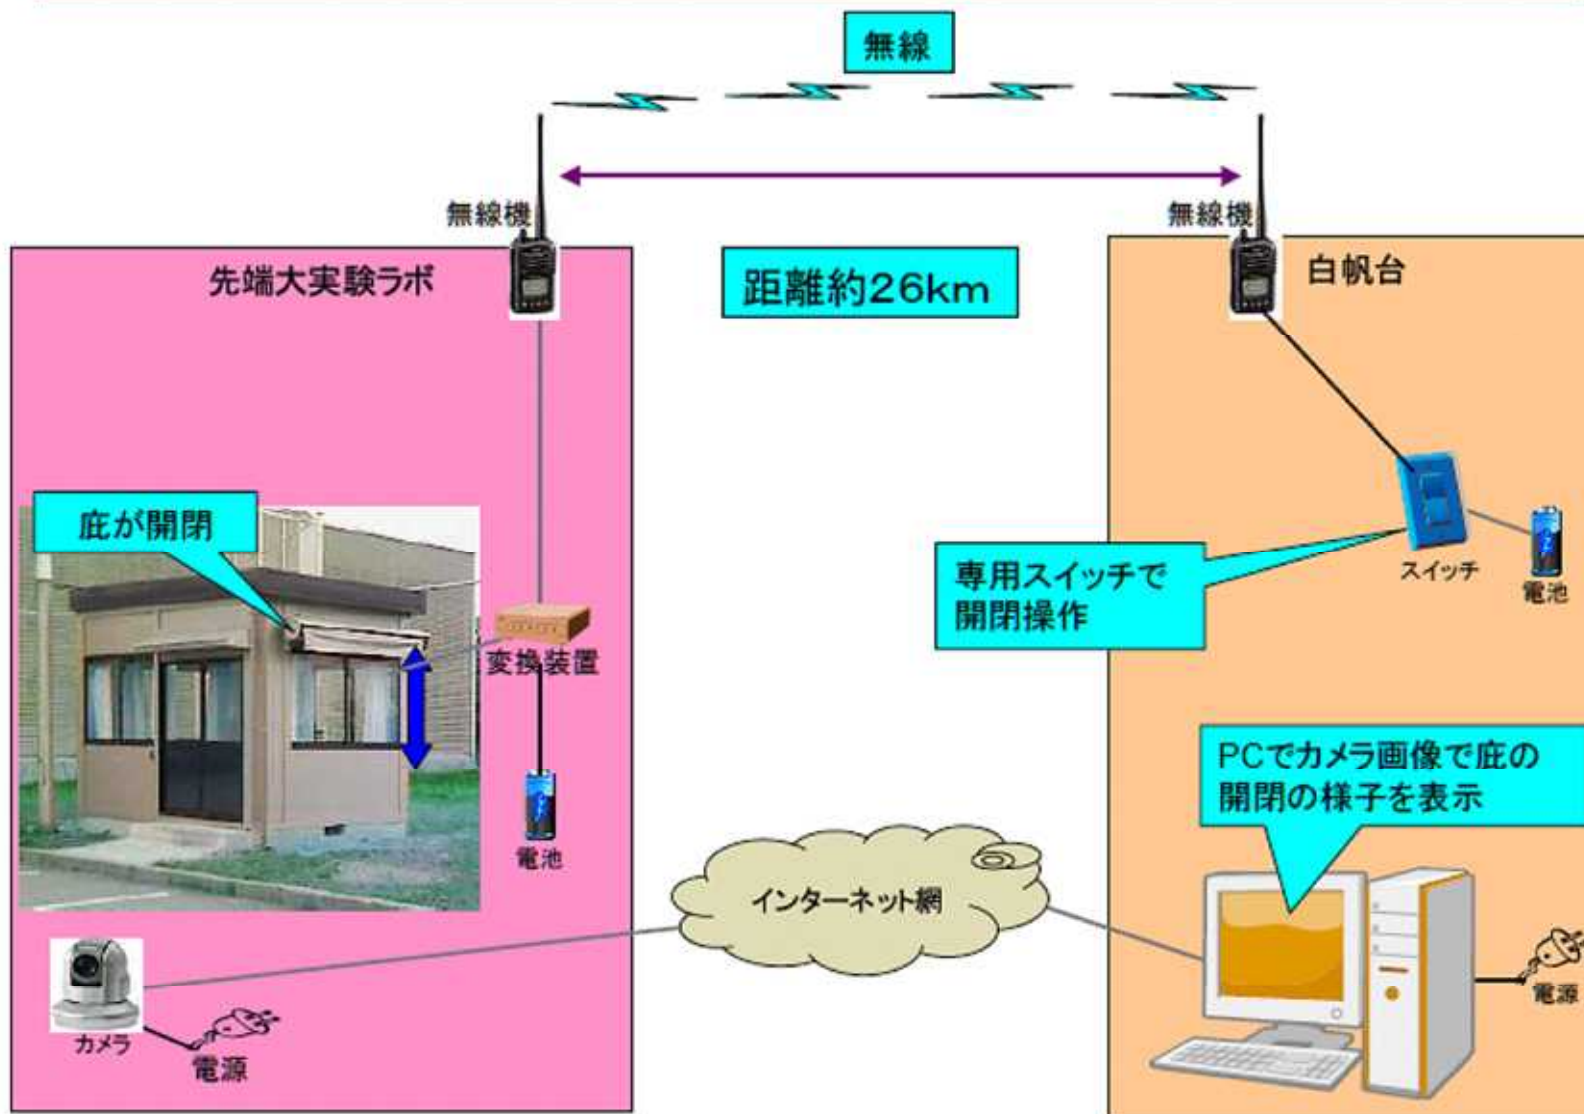 無線
無線機
無線機
先端大実験ラボ
距離約26km
白帆台
庇が開閉
専用スイッチで
開閉操作
スイッチ
電池
変換装置
電池
PCでカメラ画像で庇の
開閉の様子を表示
インターネット網
カメラ
電源
電源